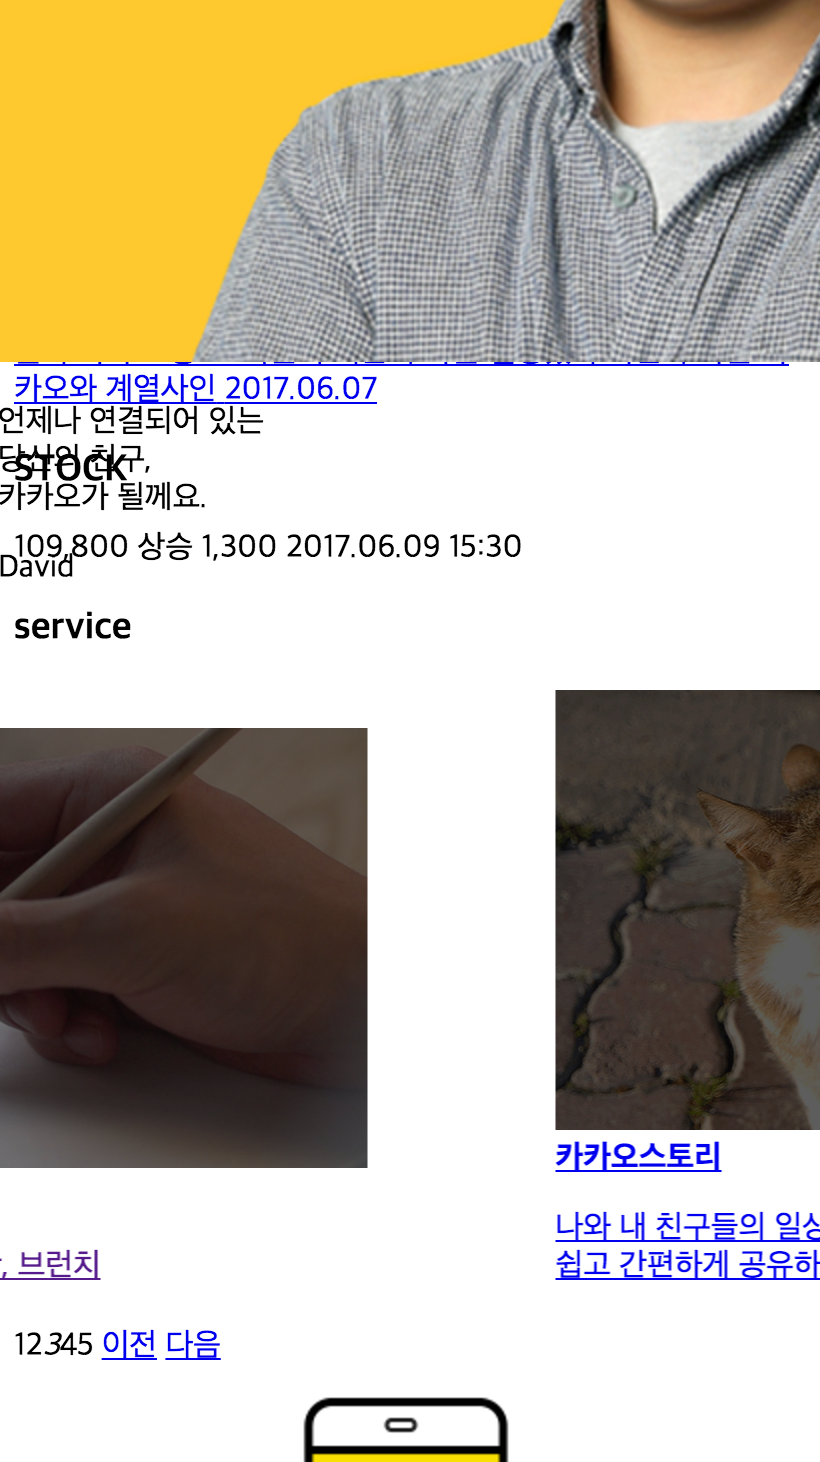 카오와 계열사인 2017.06.07
언제나 연결되어 있는
당신의 친구,
STOCK
카카오가 될께요.
109,800 상승 1,300 2017.06.09 15:30
David
service
카카오스토리
나와 내 친구들의 일상
쉽고 간편하게 공유하
, 브런치
12345 이전 다음